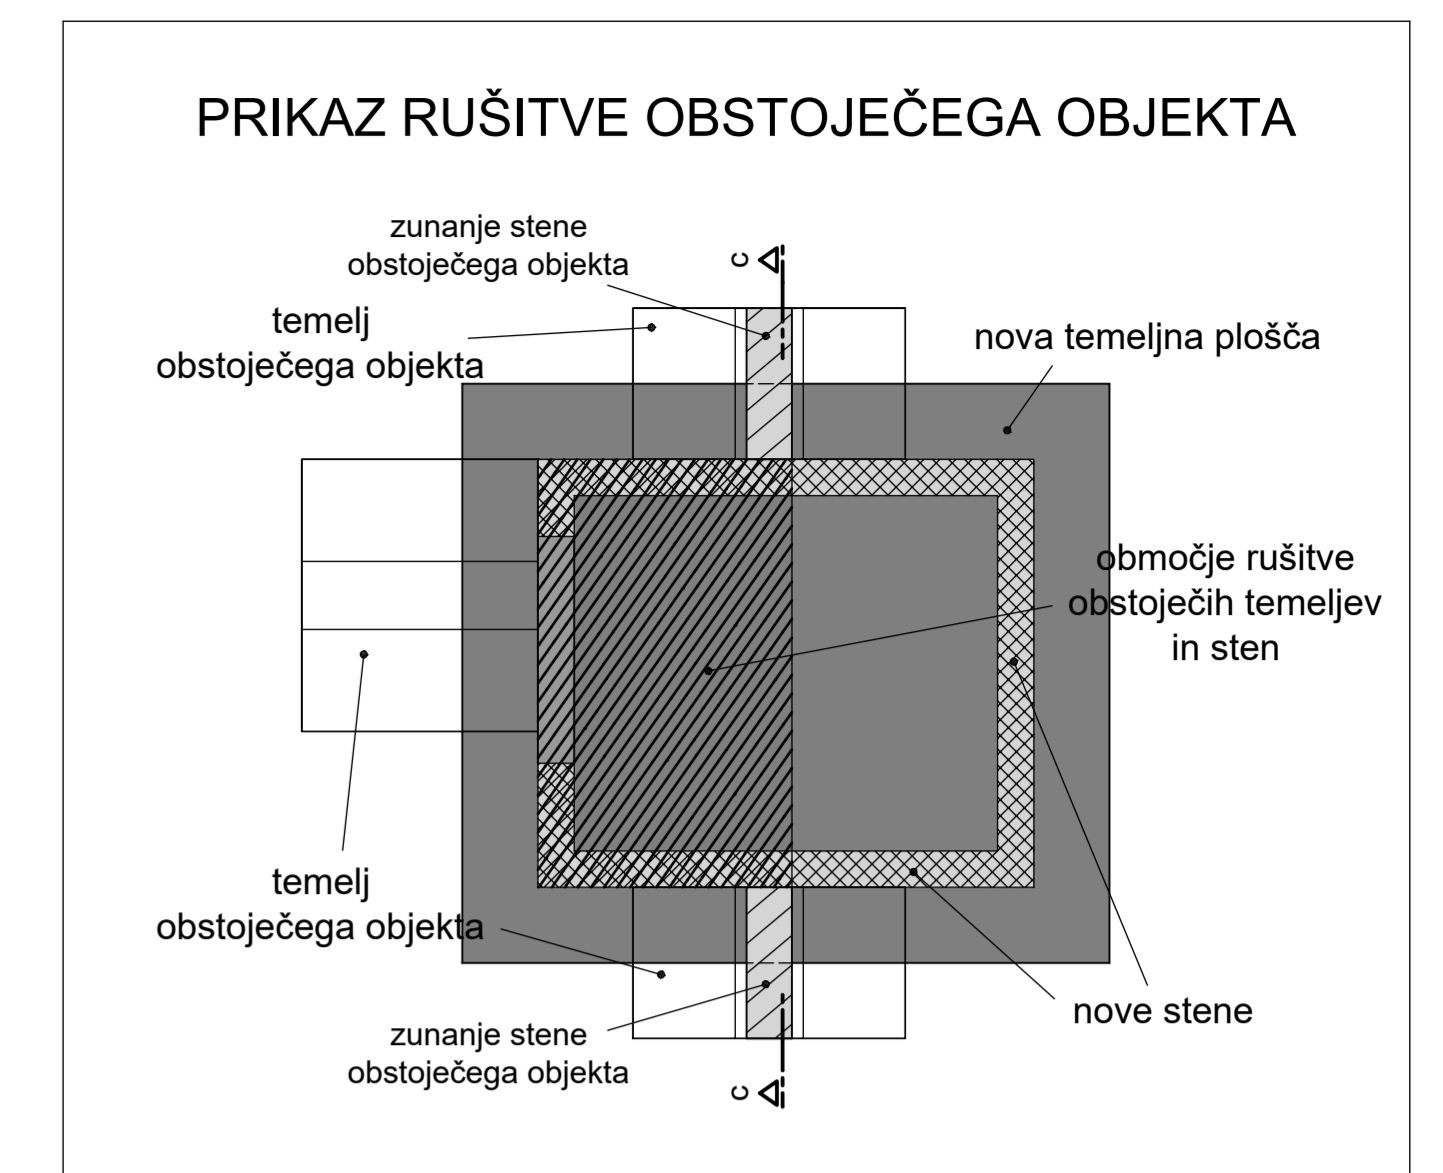 PRIKAZ RUŠITVE OBSTOJEČEGA OBJEKTA
zunanje stene
obstoječega objekta
c
temelj
obstoječega objekta
nova temeljna plošča
območje rušitve
obstoječih temeljev
in sten
temelj
obstoječega objekta
nove stene
zunanje stene
obstoječega objekta
c